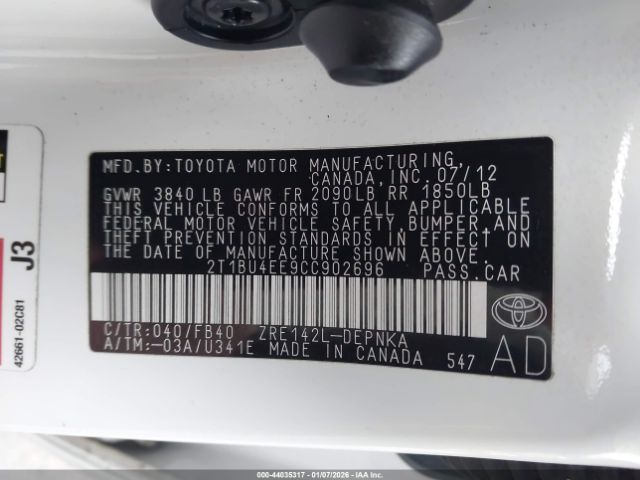 MFD.BY:TOYOTA MOTOR MANUFACTURING,
CANADA, INC. 07/12
GVWR 3840 LB GAWR FR 2090LB RR 1850LB
THIS VEHICLE CONFORMS TO ALL APPLICABLE
FEDERAL MOTOR VEHICLE SAFETY, BUMPER, AND
THEFT PREVENTION STANDARDS IN EFFECT ON
THE DATE OF MANUFACTURE SHOWN ABOVE.
2T1BU4EE9CC902696 PASS.CAR
C/TR:040/FB40 ZRE142L-DEPNKA
A/TM:-03A/U341E MADE IN CANADA 547
AD
J3
42661-02C81
000-44035317 | 01/07/2026 - IAA Inc.